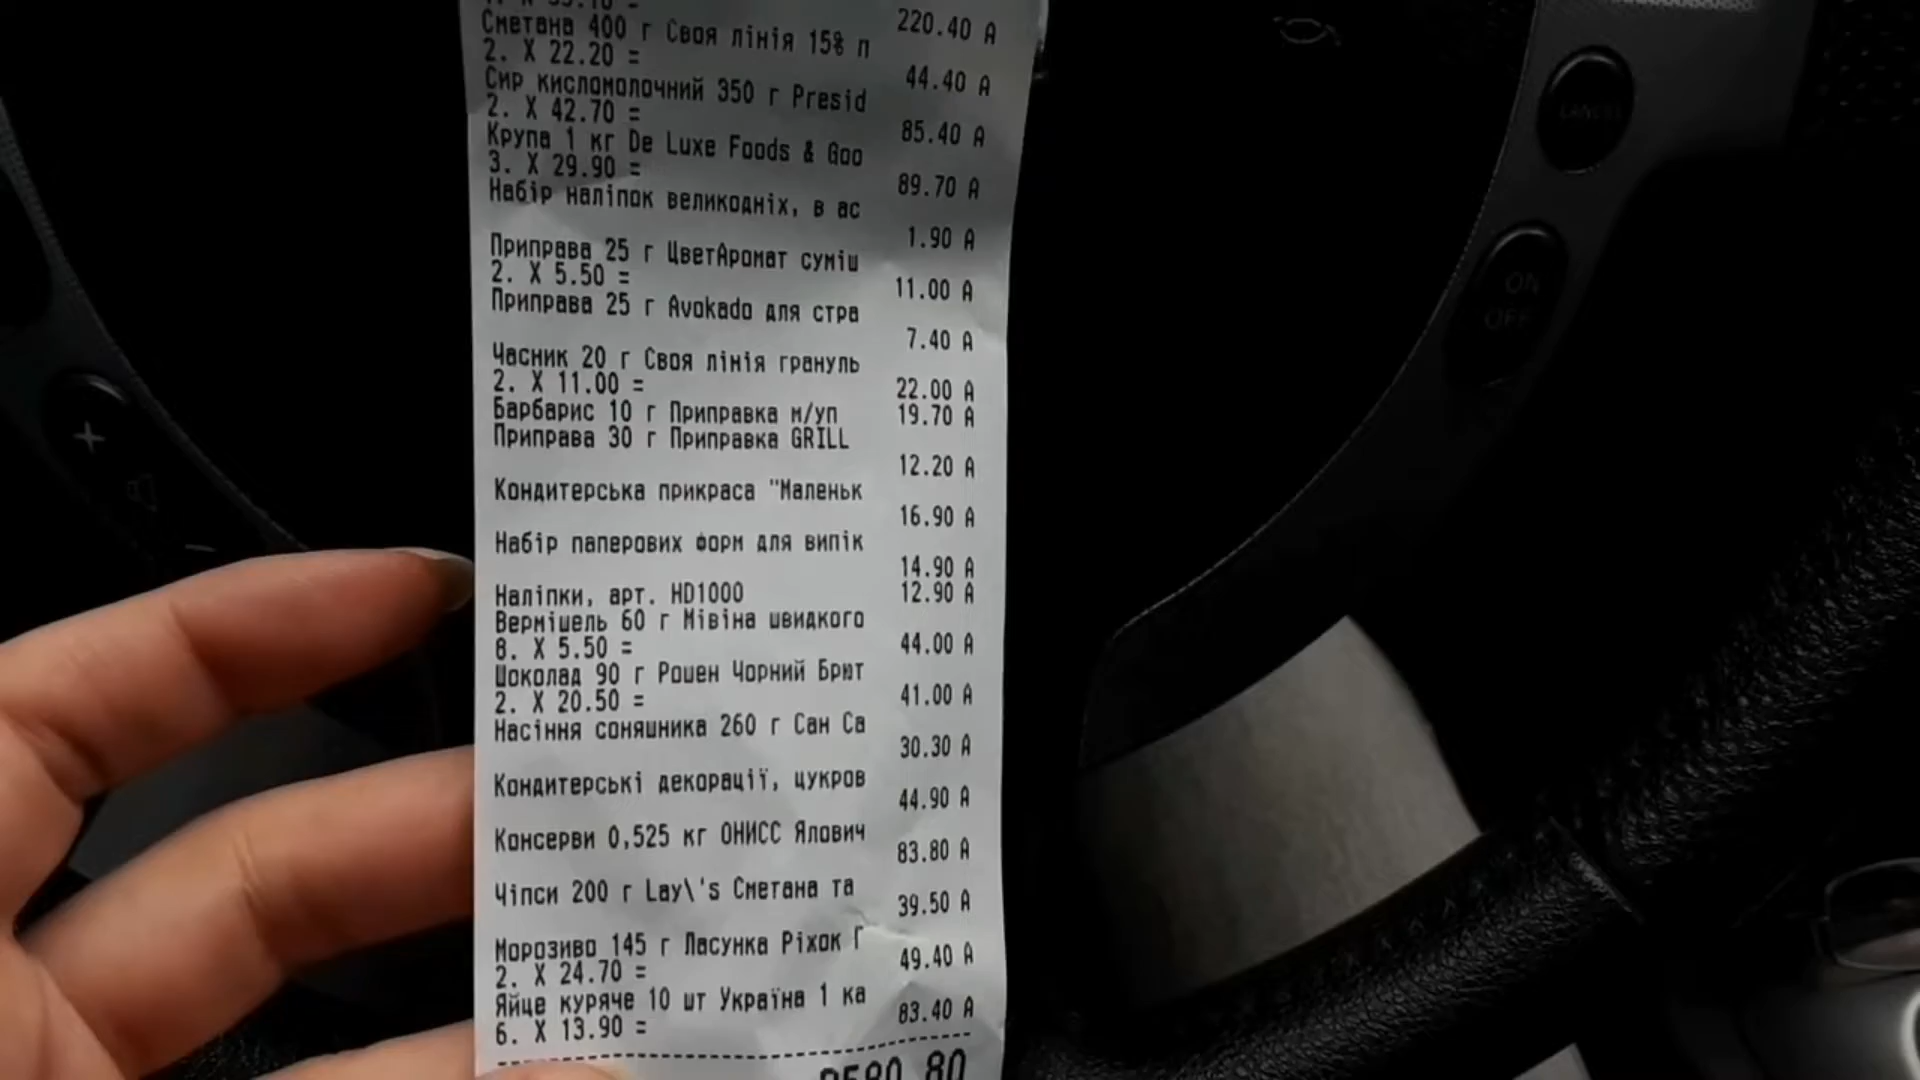 220.40 А
Сметана 400 г Своя лінія 15% п
2. X 22.20 =
44.40 А
Сир кисломолочний 350 г Presid
2. X 42.70 =
85.40 А
Крупа 1 кг De Luxe Foods & Goo
3. X 29.90 =
89.70 А
Набір наліпок великодніх, в ас
1.90 А
Приправа 25 г ЦветАромат суміш
2. X 5.50 =
11.00 А
Приправа 25 г Avokado для стра
7.40 А
Часник 20 г Своя лінія грануль
2. X 11.00 =
22.00 А
Барбарис 10 г Приправка м/уп 19.70 А
Приправа 30 г Приправка GRILL
12.20 А
Кондитерська прикраса "Маленьк
16.90 А
Набір паперових форм для випік
14.90 А
Наліпки, арт. HD1000 12.90 А
Вермішель 60 г Мівіна швидкого
8. X 5.50 =
44.00 А
Шоколад 90 г Рошен Чорний Брют
2. X 20.50 =
41.00 А
Насіння соняшника 260 г Сан Са
30.30 А
Кондитерські декорації, цукров
44.90 А
Консерви 0,525 кг ОНИСС Ялович
83.80 А
Чіпси 200 г Lay\'s Сметана та
39.50 А
Морозиво 145 г Ласунка Ріхок Г
2. X 24.70 =
49.40 А
Яйце куряче 10 шт Україна 1 ка
6. X 13.90 =
83.40 А
CANCEL
ON
OFF
+